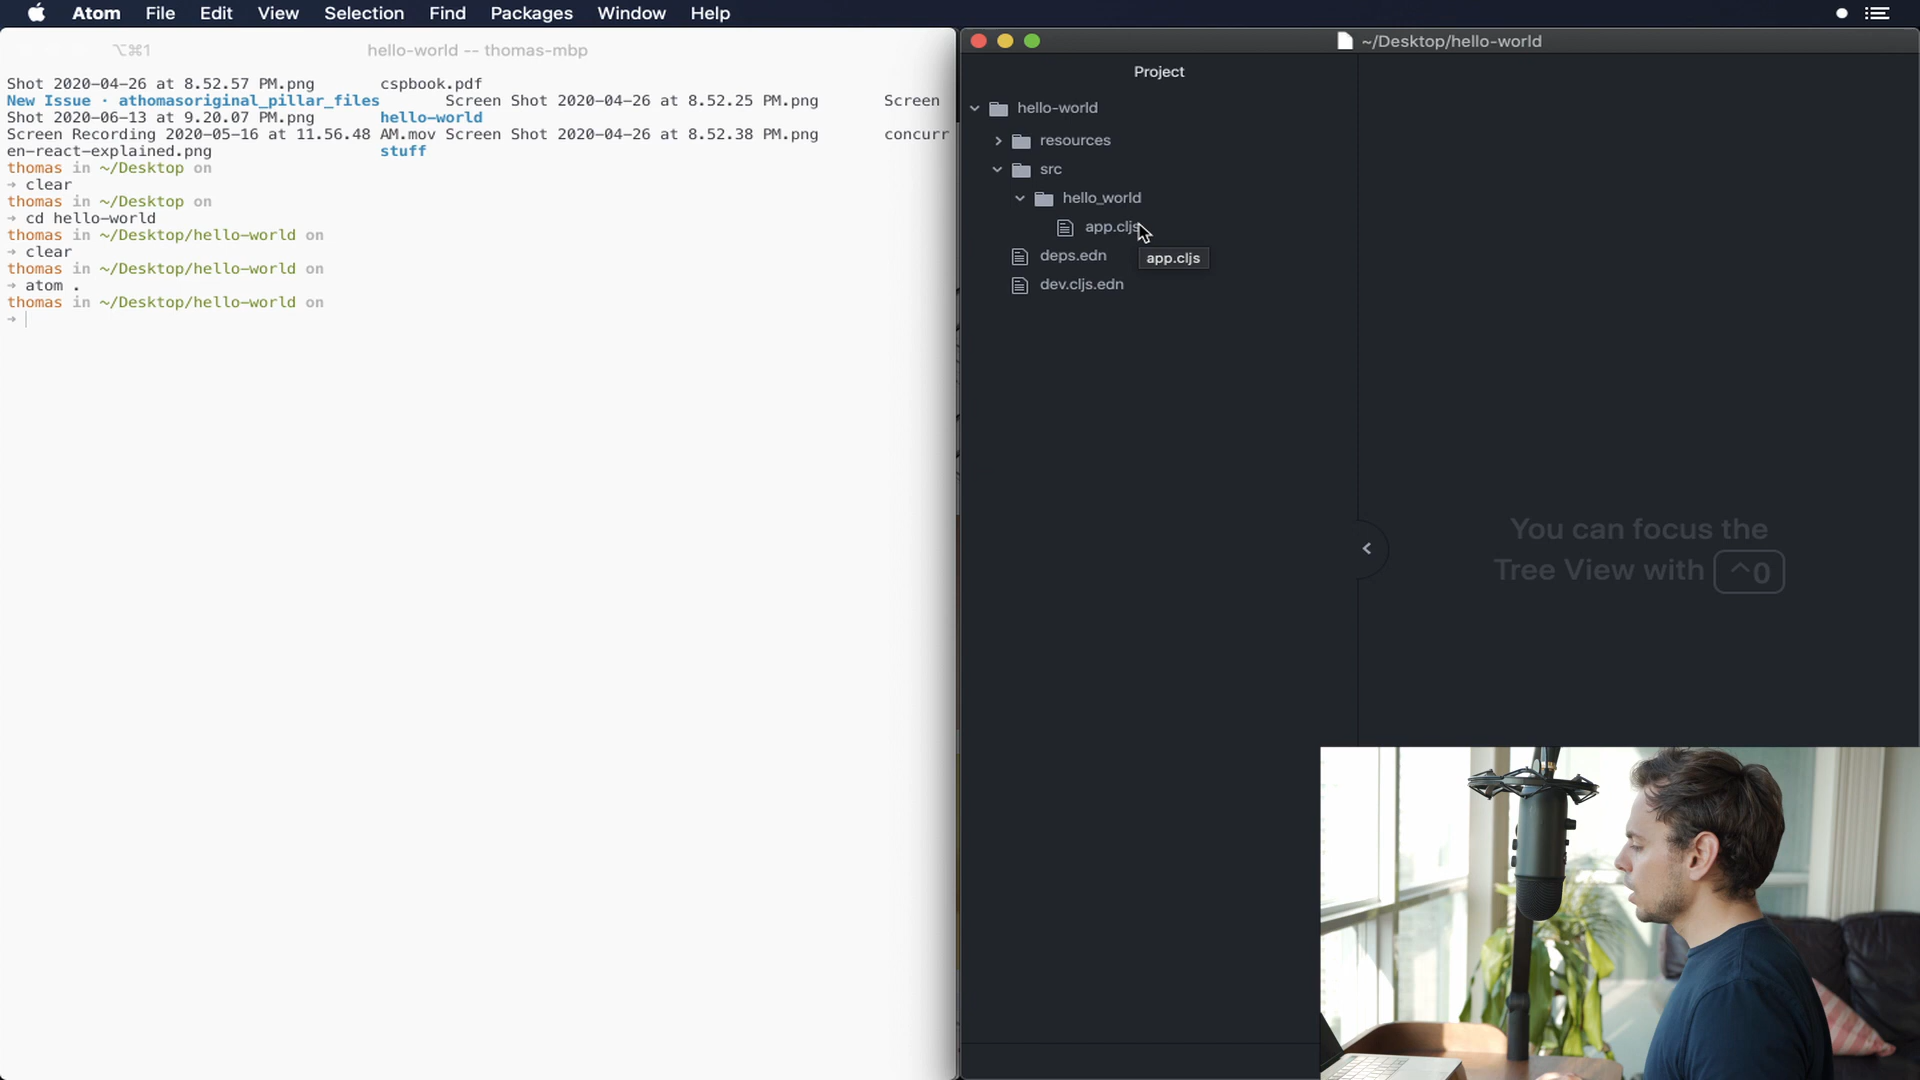 Atom File Edit View Selection Find Packages Window Help
⌥⌘1 hello-world -- thomas-mbp
Shot 2020-04-26 at 8.52.57 PM.png cspbook.pdf
New Issue · athomasoriginal_pillar_files Screen Shot 2020-04-26 at 8.52.25 PM.png Screen
Shot 2020-06-13 at 9.20.07 PM.png hello-world
Screen Recording 2020-05-16 at 11.56.48 AM.mov Screen Shot 2020-04-26 at 8.52.38 PM.png concurr
en-react-explained.png stuff
thomas in ~/Desktop on
→ clear
thomas in ~/Desktop on
→ cd hello-world
thomas in ~/Desktop/hello-world on
→ clear
thomas in ~/Desktop/hello-world on
→ atom .
thomas in ~/Desktop/hello-world on
→
~/Desktop/hello-world
Project
hello-world
resources
src
hello_world
app.cljs
deps.edn
app.cljs
dev.cljs.edn
You can focus the
Tree View with ^0